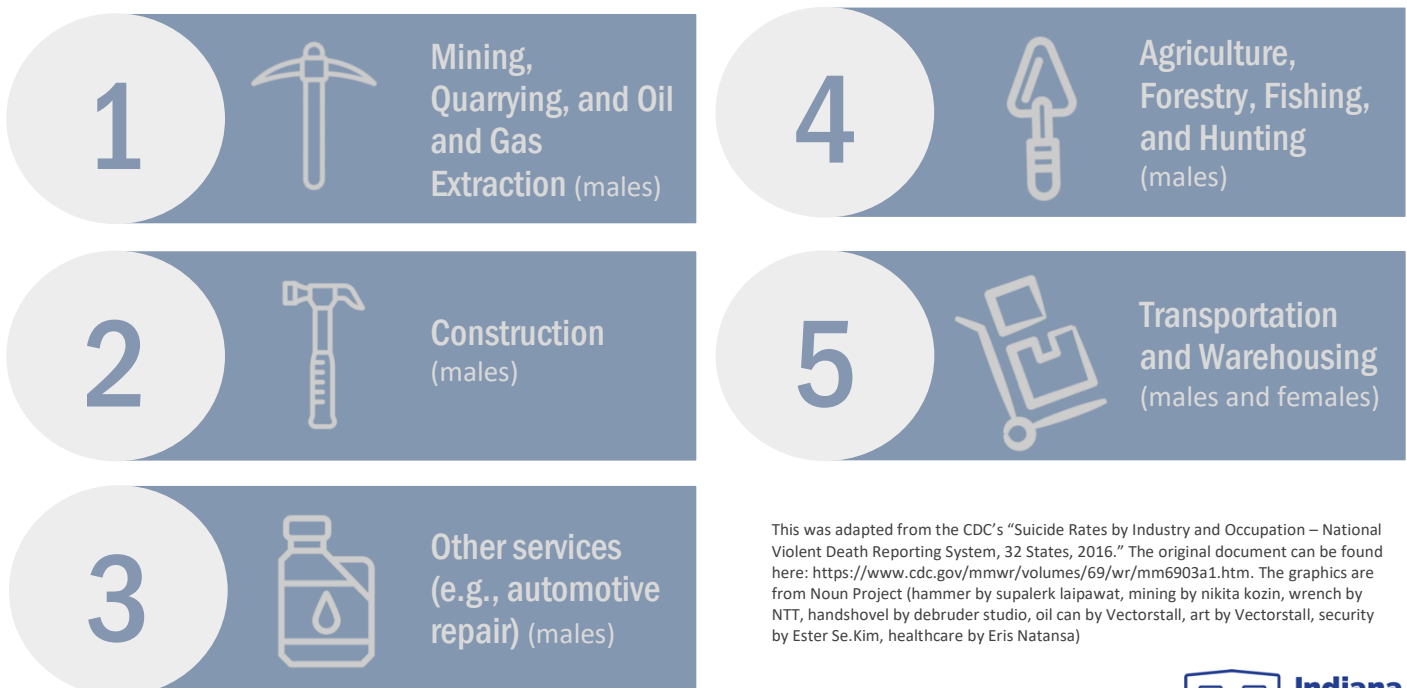 1
Mining,
Quarrying, and Oil
and Gas
Extraction (males)
2
Construction
(males)
3
Other services
(e.g., automotive
repair) (males)
4
Agriculture,
Forestry, Fishing,
and Hunting
(males)
5
Transportation
and Warehousing
(males and females)
This was adapted from the CDC's “Suicide Rates by Industry and Occupation – National
Violent Death Reporting System, 32 States, 2016.” The original document can be found
here: https://www.cdc.gov/mmwr/volumes/69/wr/mm6903a1.htm. The graphics are
from Noun Project (hammer by supalerk laipawat, mining by nikita kozin, wrench by
NTT, handshovel by debruder studio, oil can by Vectorstall, art by Vectorstall, security
by Ester Se.Kim, healthcare by Eris Natansa)
Indiana